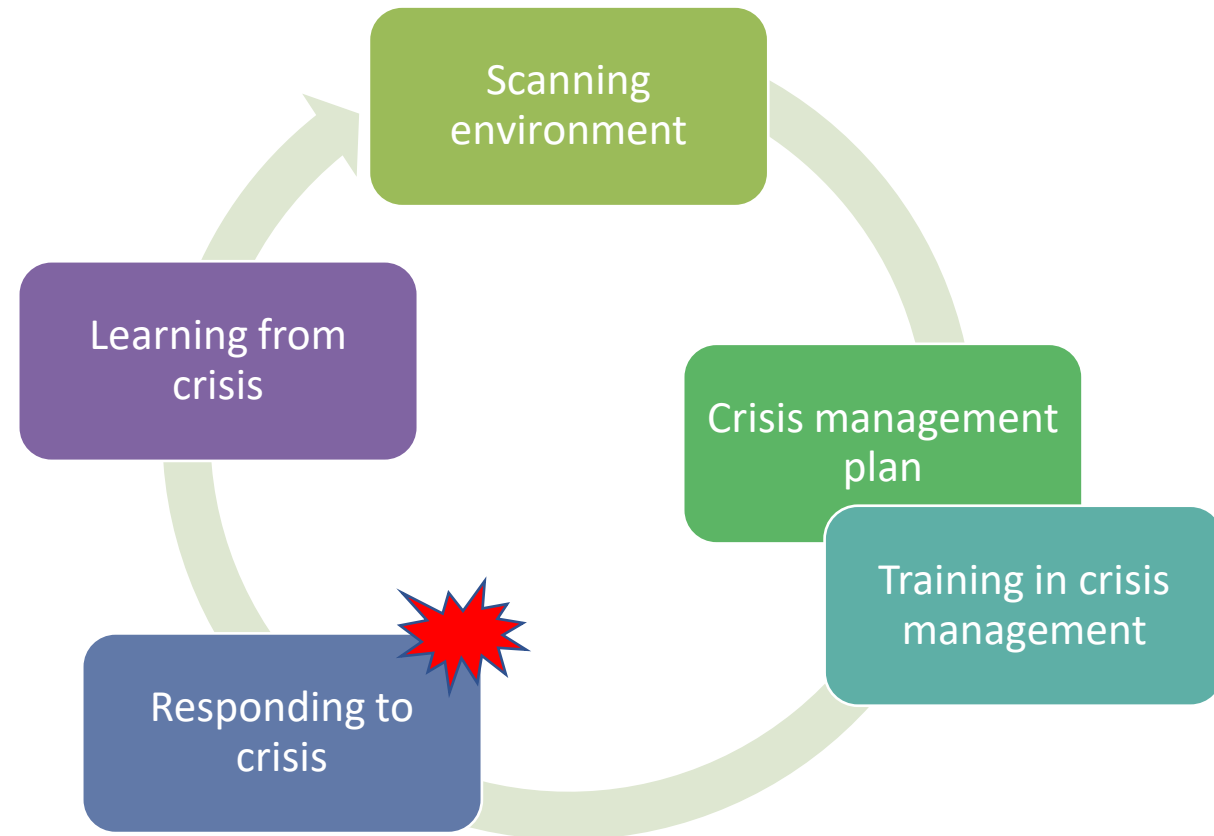 Scanning
environment
Crisis management
plan
Training in crisis
management
Responding to
crisis
Learning from
crisis